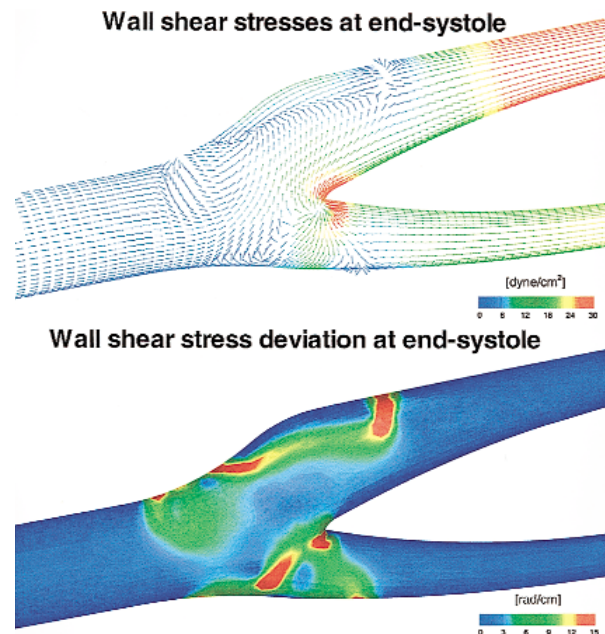 Wall shear stresses at end-systole
[dyne/cm²]
0 6 18 16 24 30
Wall shear stress deviation at end-systole
[rad/cm]
0 3 6 9 12 15